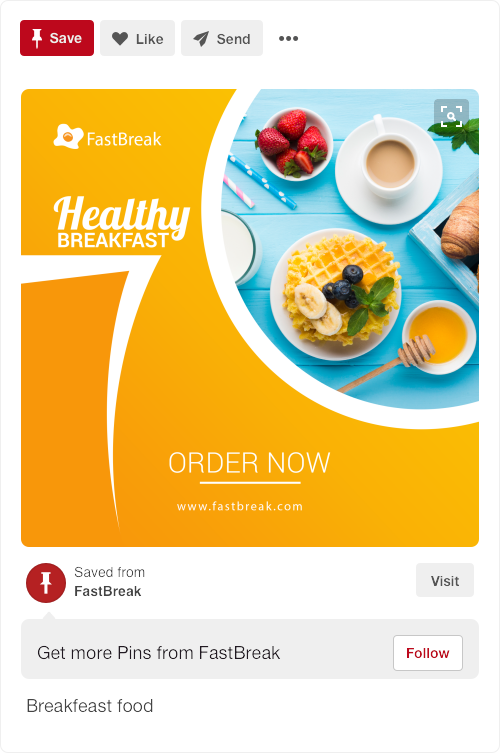 Save
Like
Send
FastBreak
Healthy
BREAKFAST
ORDER NOW
www.fastbreak.com
Saved from
FastBreak
Visit
Get more Pins from FastBreak
Follow
Breakfeast food